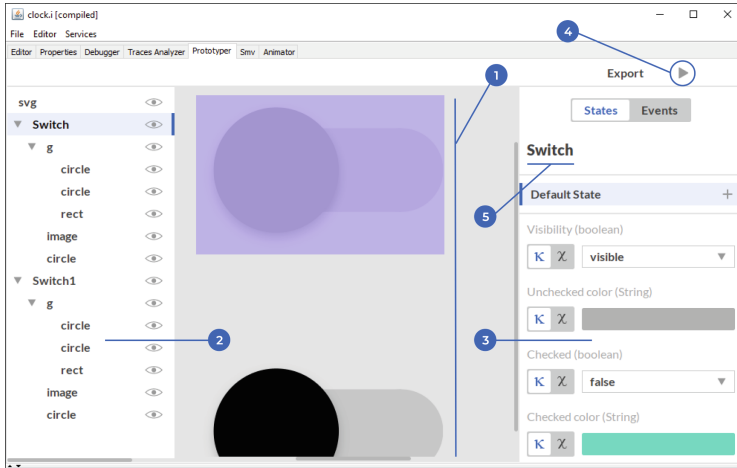 clock.i [compiled]
File Editor Services
Editor Properties Debugger Traces Analyzer Prototyper Smv Animator
4
1
Export
svg
Switch
g
circle
circle
rect
image
circle
Switch1
g
circle
circle
rect
image
circle
2
States Events
Switch
Default State +
5
Visibility (boolean)
κ χ visible
Unchecked color (String)
κ χ
3
Checked (boolean)
κ χ false
Checked color (String)
κ χ